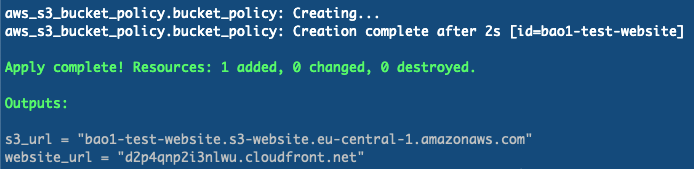 aws_s3_bucket_policy.bucket_policy: Creating...
aws_s3_bucket_policy.bucket_policy: Creation complete after 2s [id=bao1-test-website]
Apply complete! Resources: 1 added, 0 changed, 0 destroyed.
Outputs:
s3_url = "bao1-test-website.s3-website.eu-central-1.amazonaws.com"
website_url = "d2p4qnp2i3nlwu.cloudfront.net"